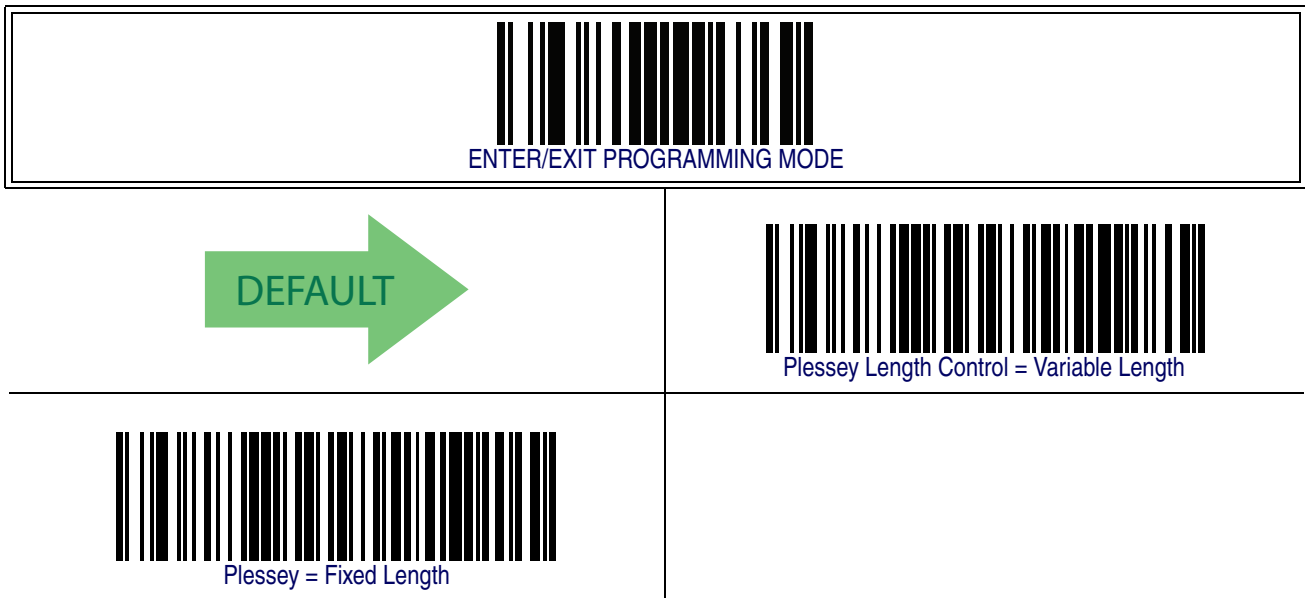 ENTER/EXIT PROGRAMMING MODE
DEFAULT
Plessey Length Control = Variable Length
Plessey = Fixed Length